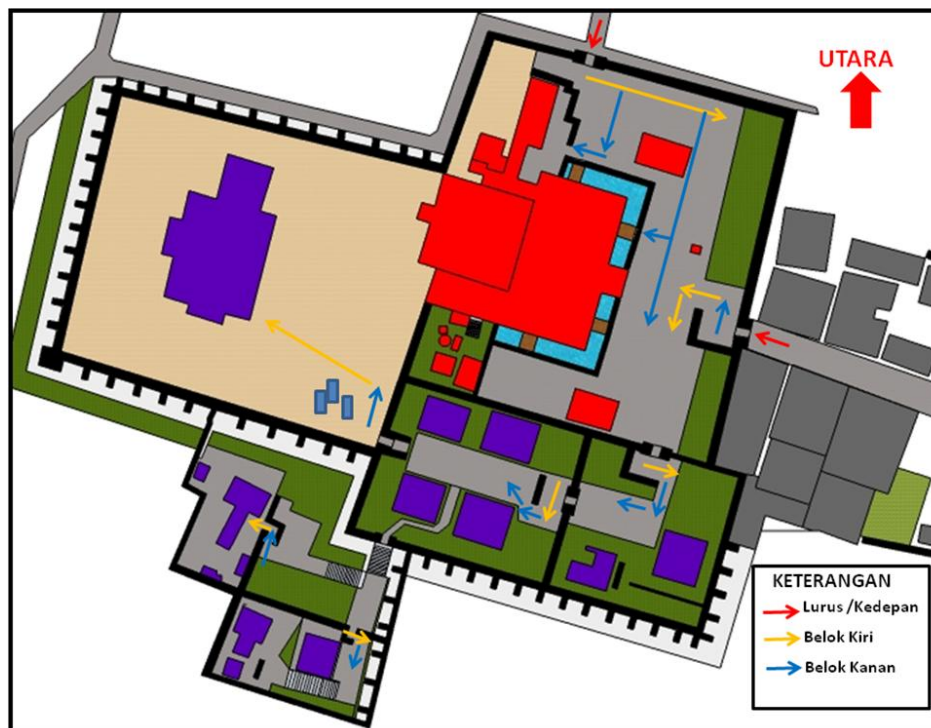 UTARA
KETERANGAN
Lurus /Kedepan
Belok Kiri
Belok Kanan